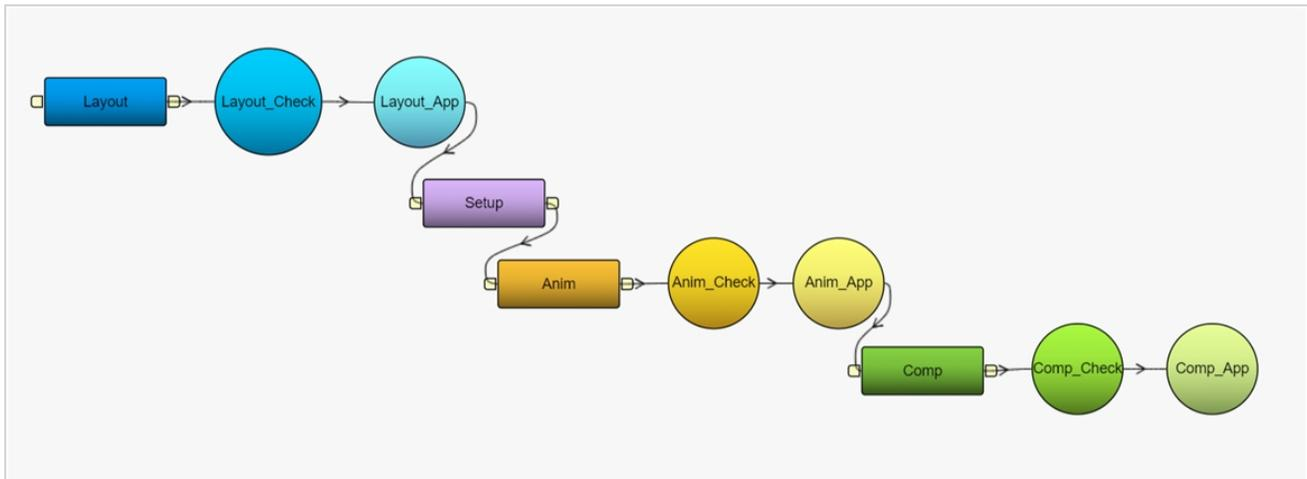 Layout
Layout_Check
Layout_App
Setup
Anim
Anim_Check
Anim_App
Comp
Comp_Check
Comp_App